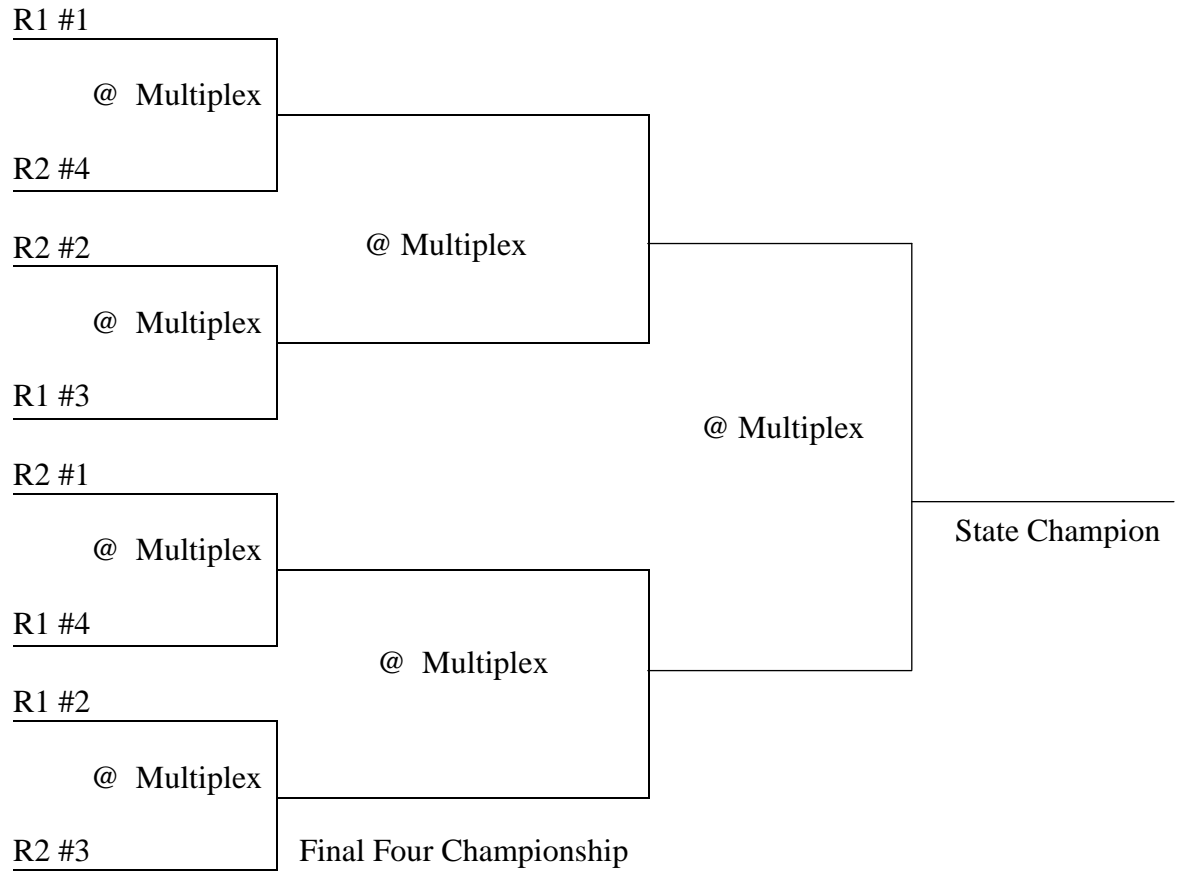 R1 #1
@ Multiplex
R2 #4
R2 #2
@ Multiplex
@ Multiplex
R1 #3
@ Multiplex
R2 #1
State Champion
@ Multiplex
R1 #4
@ Multiplex
R1 #2
@ Multiplex
R2 #3
Final Four Championship